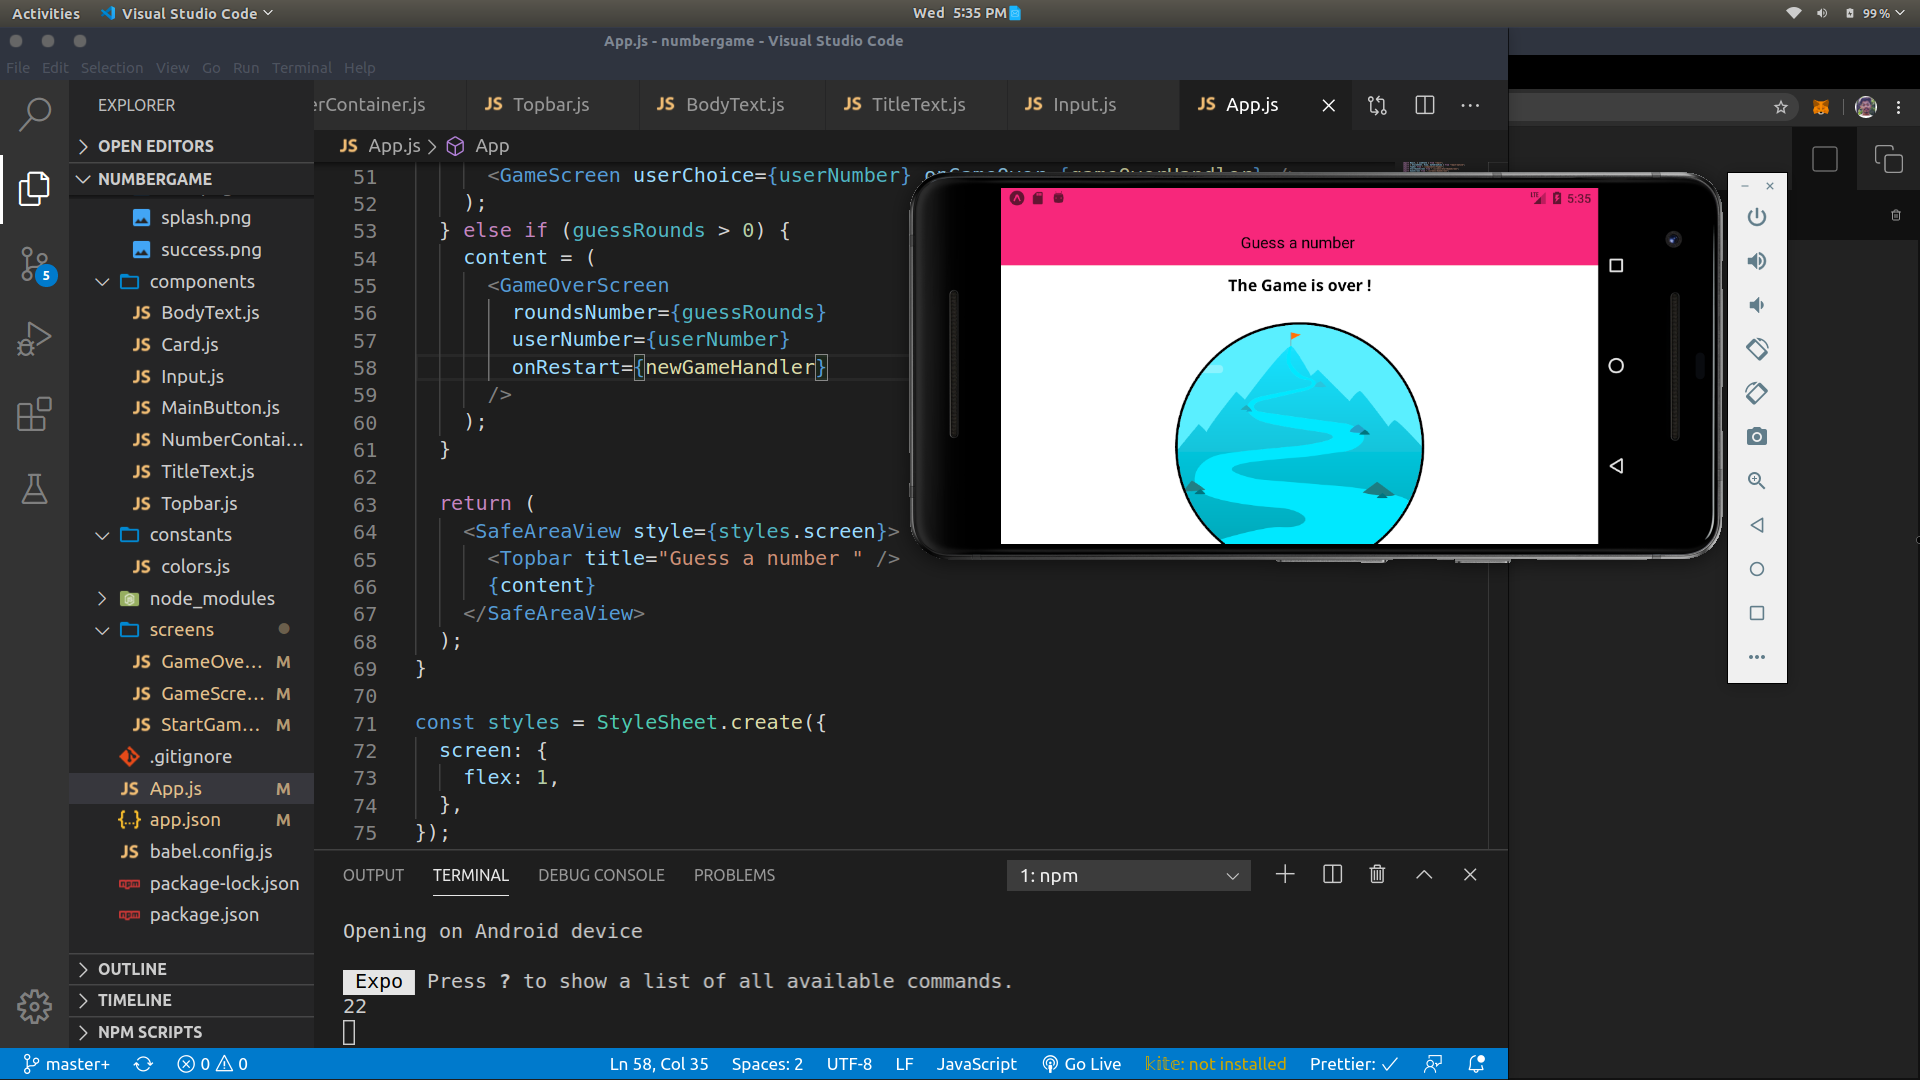 Activities Visual Studio Code Wed 5:35 PM 99 %
App.js - numbergame - Visual Studio Code
File Edit Selection View Go Run Terminal Help
EXPLORER
OPEN EDITORS
NUMBERGAME
splash.png
success.png
components
JS BodyText.js
JS Card.js
JS Input.js
JS MainButton.js
JS NumberContai...
JS TitleText.js
JS Topbar.js
constants
JS colors.js
node_modules
screens
JS GameOve... M
JS GameScre... M
JS StartGam... M
.gitignore
JS App.js M
{..} app.json M
JS babel.config.js
npm package-lock.json
npm package.json
OUTLINE
TIMELINE
NPM SCRIPTS
5
erContainer.js JS Topbar.js JS BodyText.js JS TitleText.js JS Input.js JS App.js
JS App.js > App
51 <GameScreen userChoice={userNumber} onGameOver={gameOverHandler} />
52 );
53 } else if (guessRounds > 0) {
54 content = (
55 <GameOverScreen
56 roundsNumber={guessRounds}
57 userNumber={userNumber}
58 onRestart={newGameHandler}
59 />
60 );
61 }
62
63 return (
64 <SafeAreaView style={styles.screen}>
65 <Topbar title="Guess a number " />
66 {content}
67 </SafeAreaView>
68 );
69 }
70
71 const styles = StyleSheet.create({
72 screen: {
73 flex: 1,
74 },
75 });
LTE 5:35
Guess a number
The Game is over !
OUTPUT TERMINAL DEBUG CONSOLE PROBLEMS 1: npm
Opening on Android device
Expo Press ? to show a list of all available commands.
22
master+ 0 0 Ln 58, Col 35 Spaces: 2 UTF-8 LF JavaScript Go Live kite: not installed Prettier: ✓